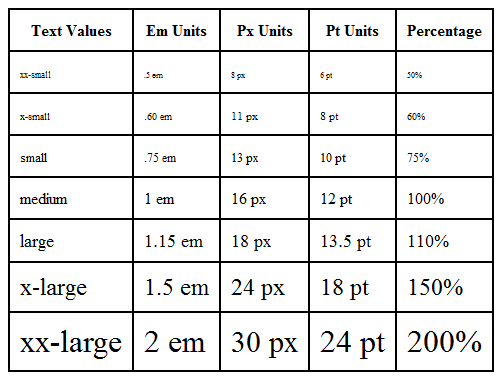 Text Values Em Units Px Units Pt Units Percentage
xx-small .5 em 8 px 6 pt 50%
x-small .60 em 11 px 8 pt 60%
small .75 em 13 px 10 pt 75%
medium 1 em 16 px 12 pt 100%
large 1.15 em 18 px 13.5 pt 110%
x-large 1.5 em 24 px 18 pt 150%
xx-large 2 em 30 px 24 pt 200%